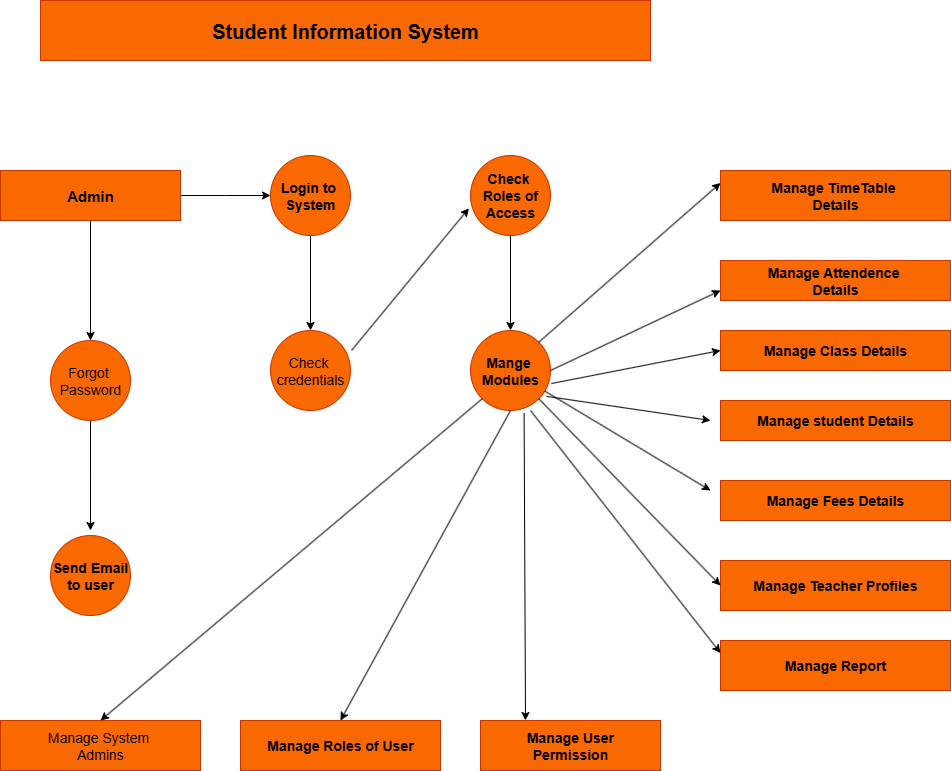 Student Information System
Admin
Login to
System
Check
Roles of
Access
Manage TimeTable
Details
Manage Attendence
Details
Manage Class Details
Forgot
Password
Check
credentials
Mange
Modules
Manage student Details
Manage Fees Details
Send Email
to user
Manage Teacher Profiles
Manage Report
Manage System
Admins
Manage Roles of User
Manage User
Permission